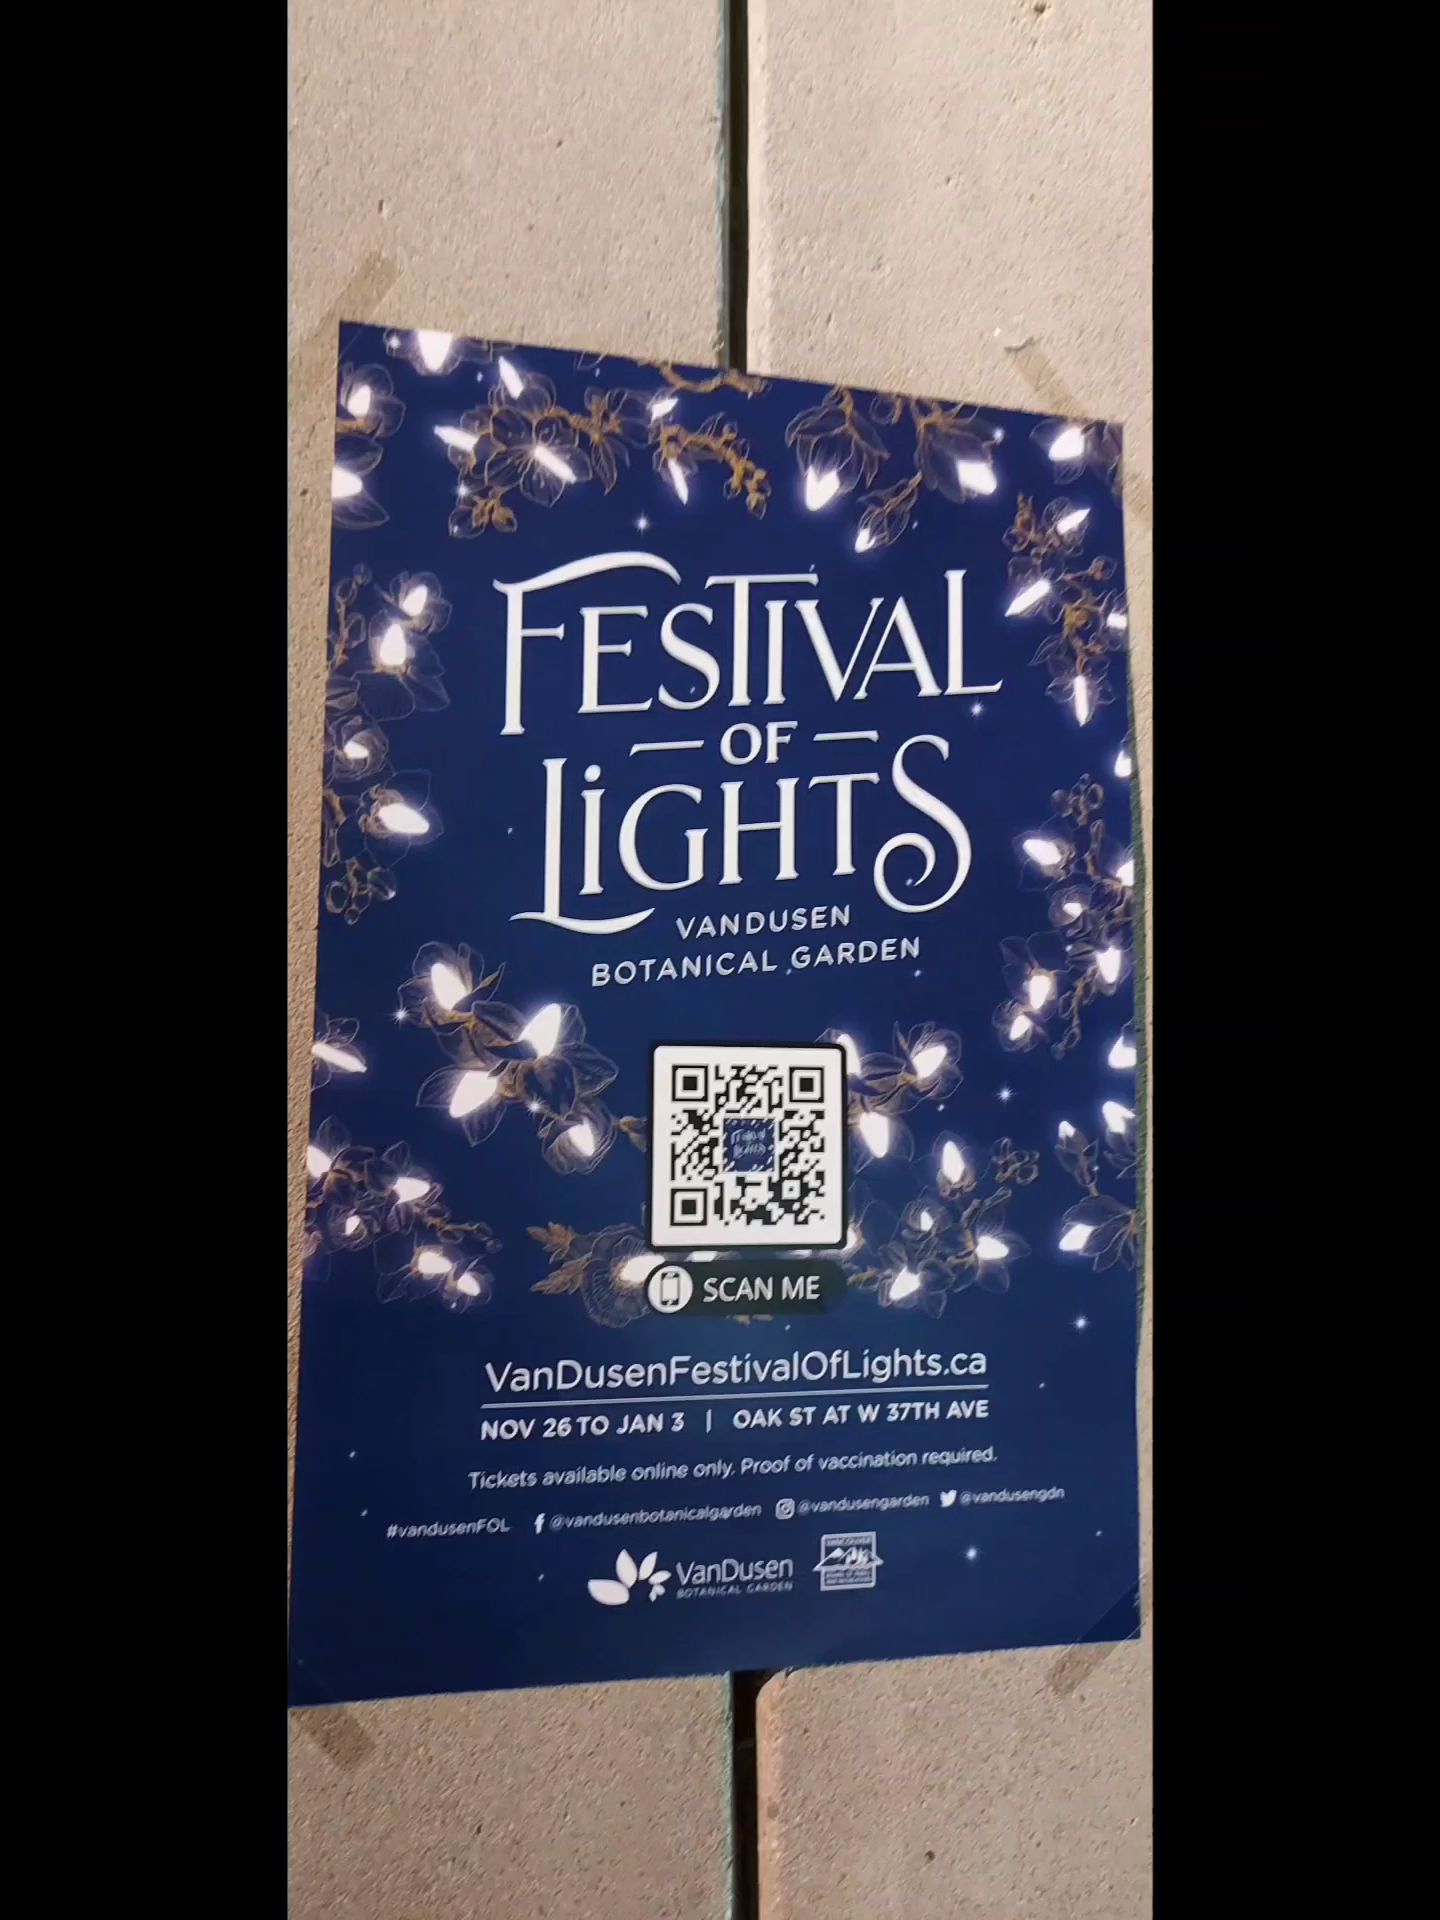 FESTIVAL
OF
LiGHTS
VANDUSEN
BOTANICAL GARDEN
SCAN ME
VanDusenFestivalOfLights.ca
NOV 26 TO JAN 3 | OAK ST AT W 37TH AVE
Tickets available online only. Proof of vaccination required.
#vandusenFOL @vandusenbotanicalgarden @vandusengarden @vandusengdn
VanDusen
BOTANICAL GARDEN